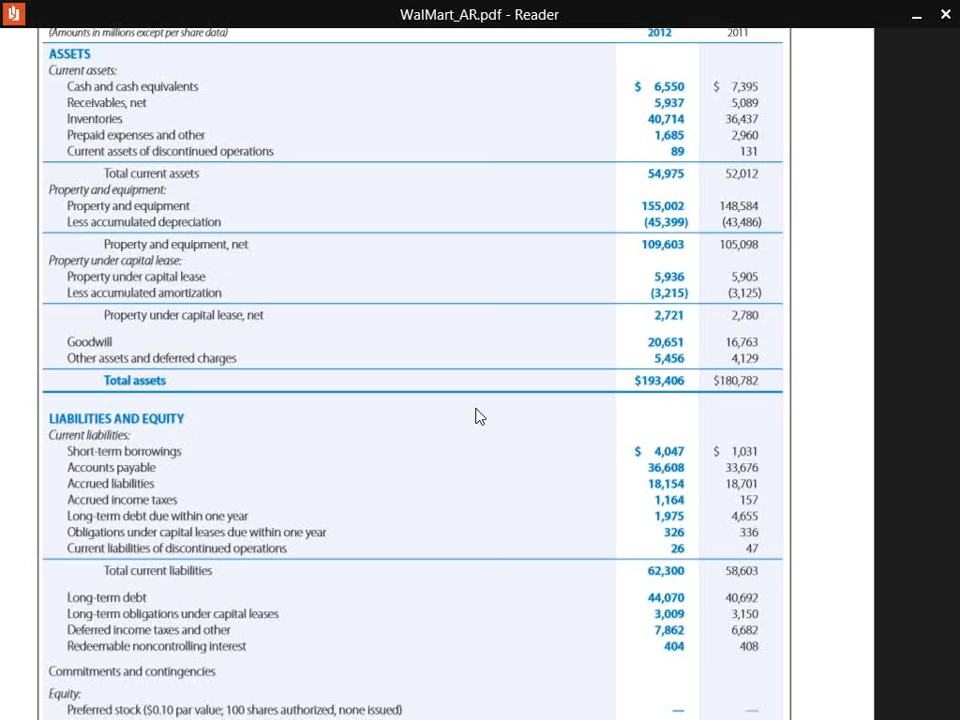 WalMart_AR.pdf - Reader
(Amounts in millions except per share data) 2012 2011
ASSETS
Current assets:
Cash and cash equivalents $ 6,550 $ 7,395
Receivables, net 5,937 5,089
Inventories 40,714 36,437
Prepaid expenses and other 1,685 2,960
Current assets of discontinued operations 89 131
Total current assets 54,975 52,012
Property and equipment:
Property and equipment 155,002 148,584
Less accumulated depreciation (45,399) (43,486)
Property and equipment, net 109,603 105,098
Property under capital lease:
Property under capital lease 5,936 5,905
Less accumulated amortization (3,215) (3,125)
Property under capital lease, net 2,721 2,780
Goodwill 20,651 16,763
Other assets and deferred charges 5,456 4,129
Total assets $193,406 $180,782
LIABILITIES AND EQUITY
Current liabilities:
Short-term borrowings $ 4,047 $ 1,031
Accounts payable 36,608 33,676
Accrued liabilities 18,154 18,701
Accrued income taxes 1,164 157
Long-term debt due within one year 1,975 4,655
Obligations under capital leases due within one year 326 336
Current liabilities of discontinued operations 26 47
Total current liabilities 62,300 58,603
Long-term debt 44,070 40,692
Long-term obligations under capital leases 3,009 3,150
Deferred income taxes and other 7,862 6,682
Redeemable noncontrolling interest 404 408
Commitments and contingencies
Equity:
Preferred stock ($0.10 par value; 100 shares authorized, none issued) — —